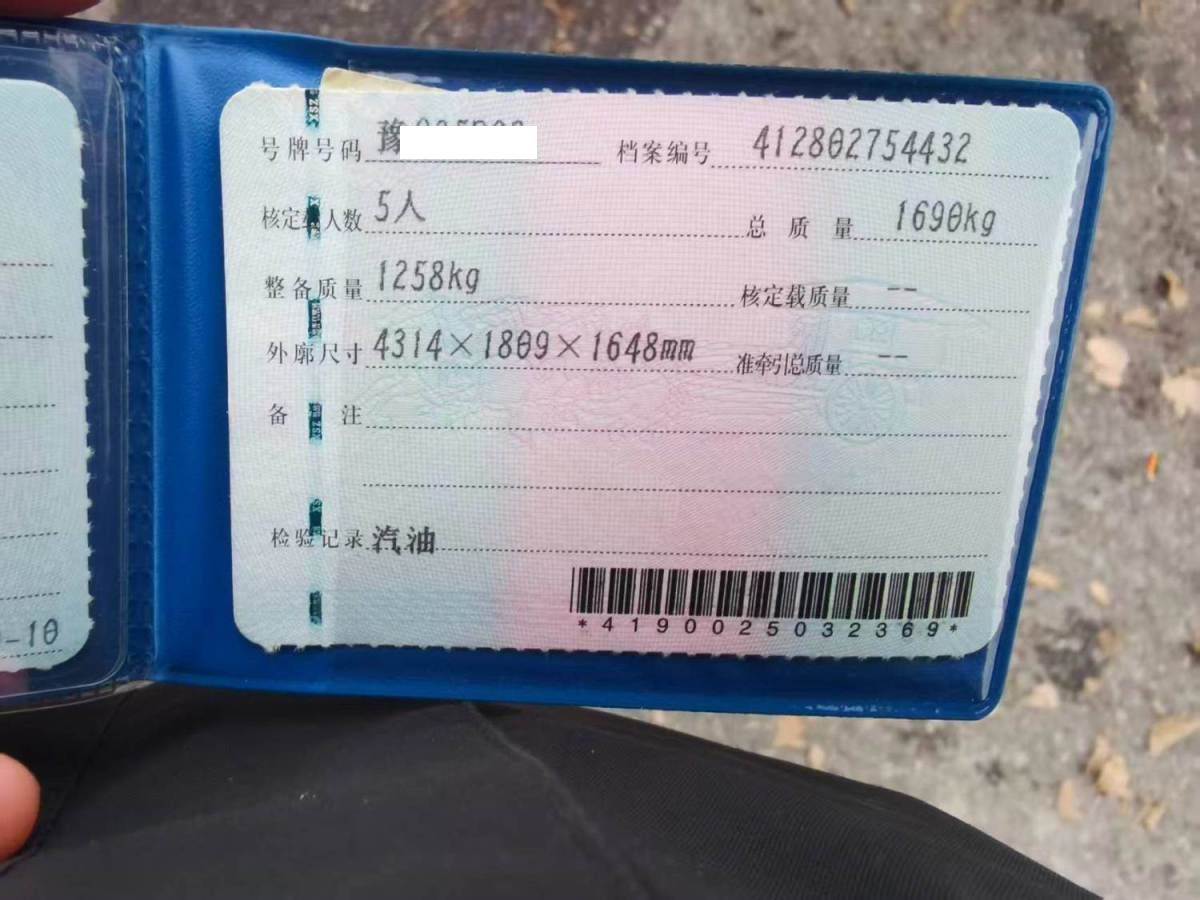 号牌号码 豫 档案编号 412802754432
核定载人数 5人 总质量 1690kg
整备质量 1258kg 核定载质量 --
外廓尺寸 4314×1809×1648mm 准牵引总质量 --
备注
检验记录 汽油
*4190025032369*
-10